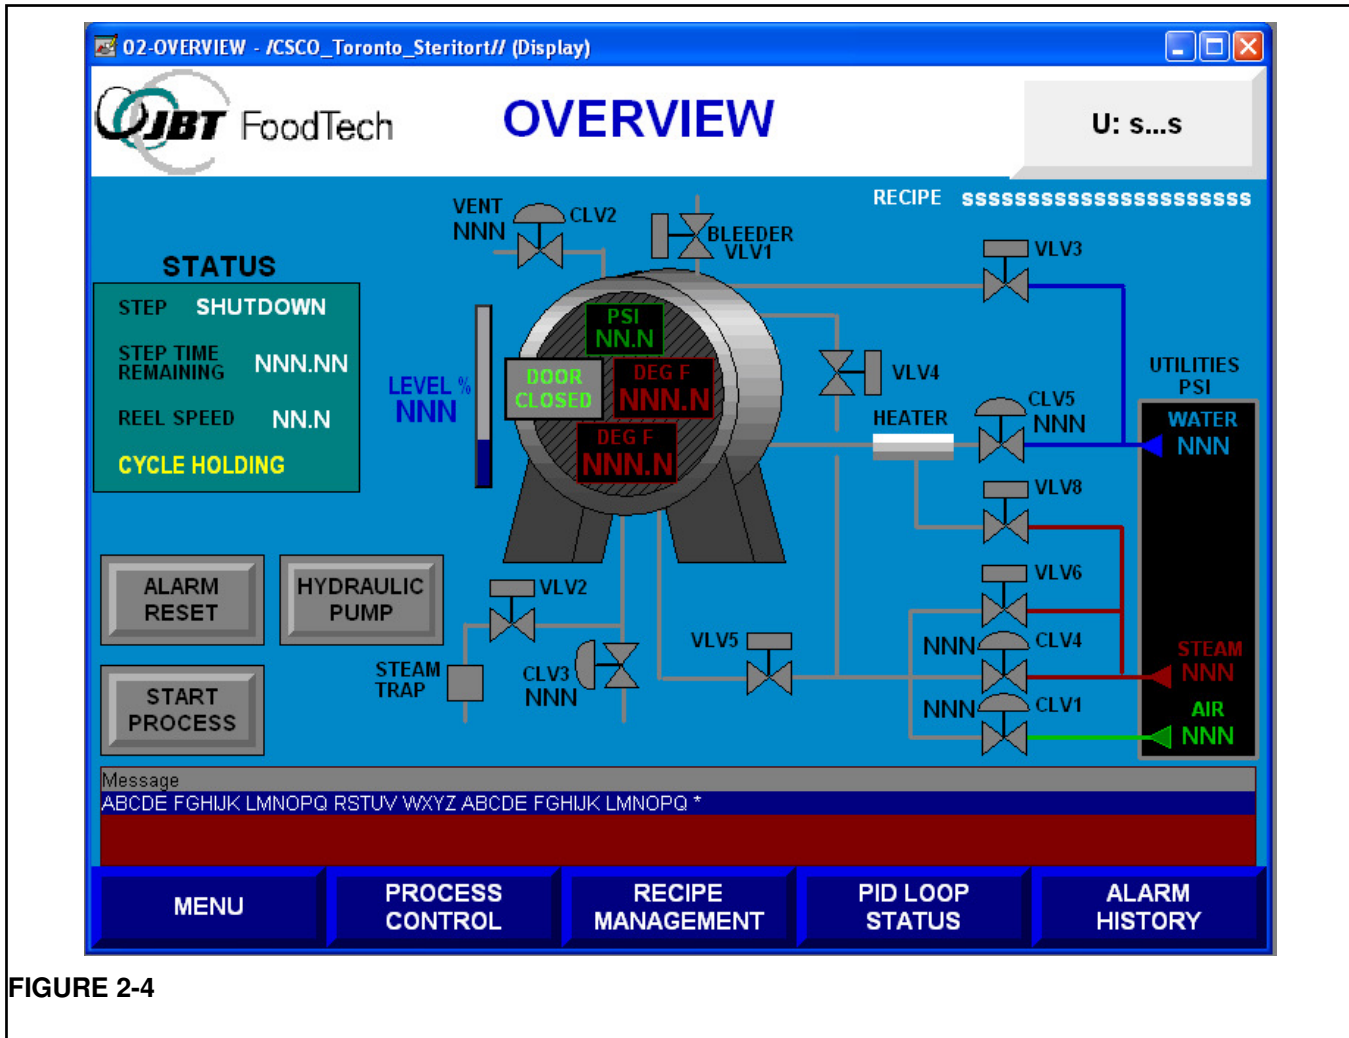 02-OVERVIEW - /CSCO_Toronto_Steritort// (Display)
JBT FoodTech
OVERVIEW
U: s...s
RECIPE ssssssssssssssssssssssss
VENT
NNN
CLV2
BLEEDER
VLV1
VLV3
STATUS
STEP SHUTDOWN
STEP TIME
REMAINING NNN.NN
REEL SPEED NN.N
CYCLE HOLDING
LEVEL %
NNN
PSI
NN.N
DOOR
CLOSED
DEG F
NNN.N
DEG F
NNN.N
VLV4
HEATER
CLV5
NNN
UTILITIES
PSI
WATER
NNN
VLV8
VLV6
NNN CLV4
STEAM
NNN
NNN CLV1
AIR
NNN
ALARM
RESET
HYDRAULIC
PUMP
VLV2
STEAM
TRAP
CLV3
NNN
VLV5
START
PROCESS
Message
ABCDE FGHIJK LMNOPQ RSTUV WXYZ ABCDE FGHIJK LMNOPQ *
MENU
PROCESS
CONTROL
RECIPE
MANAGEMENT
PID LOOP
STATUS
ALARM
HISTORY
FIGURE 2-4